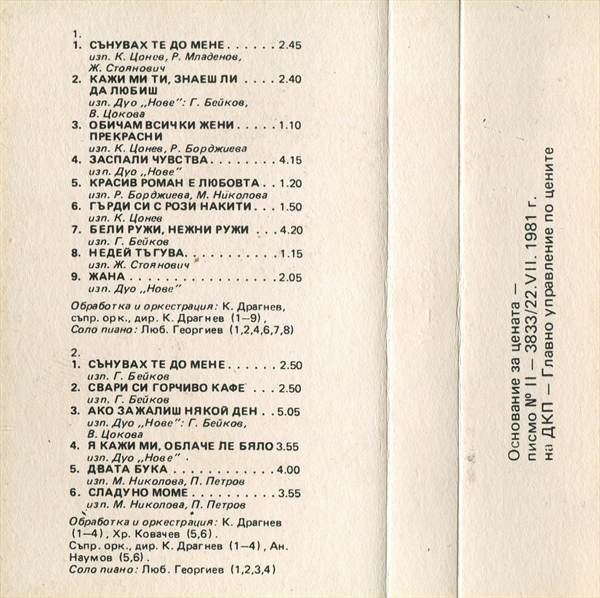 1.
1. СЪНУВАХ ТЕ ДО МЕНЕ . . . . . . 2.45
изп. К. Цонев, Р. Младенов,
Ж. Стоянович
2. КАЖИ МИ ТИ, ЗНАЕШ ЛИ . . . . 2.40
ДА ЛЮБИШ
изп. Дуо „Нове": Г. Бейков,
В. Цокова
3. ОБИЧАМ ВСИЧКИ ЖЕНИ . . . . . 1.10
ПРЕКРАСНИ
изп. К. Цонев, Р. Борджиева
4. ЗАСПАЛИ ЧУВСТВА . . . . . . . . 4.15
изп. Дуо „Нове"
5. КРАСИВ РОМАН Е ЛЮБОВТА . . 1.20
изп. Р. Борджиева, М. Николова
6. ГЪРДИ СИ С РОЗИ НАКИТИ . . . 1.50
изп. К. Цонев
7. БЕЛИ РУЖИ, НЕЖНИ РУЖИ . . . 4.20
изп. Г. Бейков
8. НЕДЕЙ ТЪГУВА. . . . . . . . . . . 1.15
изп. Ж. Стоянович
9. ЖАНА . . . . . . . . . . . . . . . 2.05
изп. Дуо „Нове"
Обработка и оркестрация: К. Драгнев,
съпр. орк., дир. К. Драгнев (1—9),
Соло пиано: Люб. Георгиев (1,2,4,6,7,8)
2.
1. СЪНУВАХ ТЕ ДО МЕНЕ . . . . . 2.50
изп. Г. Бейков
2. СВАРИ СИ ГОРЧИВО КАФЕ . . . 2.50
изп. Г. Бейков
3. АКО ЗАЖАЛИШ НЯКОЙ ДЕН . . 5.05
изп. Дуо „Нове": Г. Бейков,
В. Цокова
4. Я КАЖИ МИ, ОБЛАЧЕ ЛЕ БЯЛО 3.55
изп. Дуо „Нове"
5. ДВАТА БУКА . . . . . . . . . . . 4.00
изп. М. Николова, П. Петров
6. СЛАДУНО МОМЕ . . . . . . . . . 3.55
изп. М. Николова, П. Петров
Обработка и оркестрация: К. Драгнев
(1—4), Хр. Ковачев (5,6).
Съпр. орк., дир. К. Драгнев (1—4), Ан.
Наумов (5,6).
Соло пиано: Люб. Георгиев (1,2,3,4)
Основание за цената —
писмо № II — 3833/22.VII. 1981 г.
на ДКП — Главно управление по цените